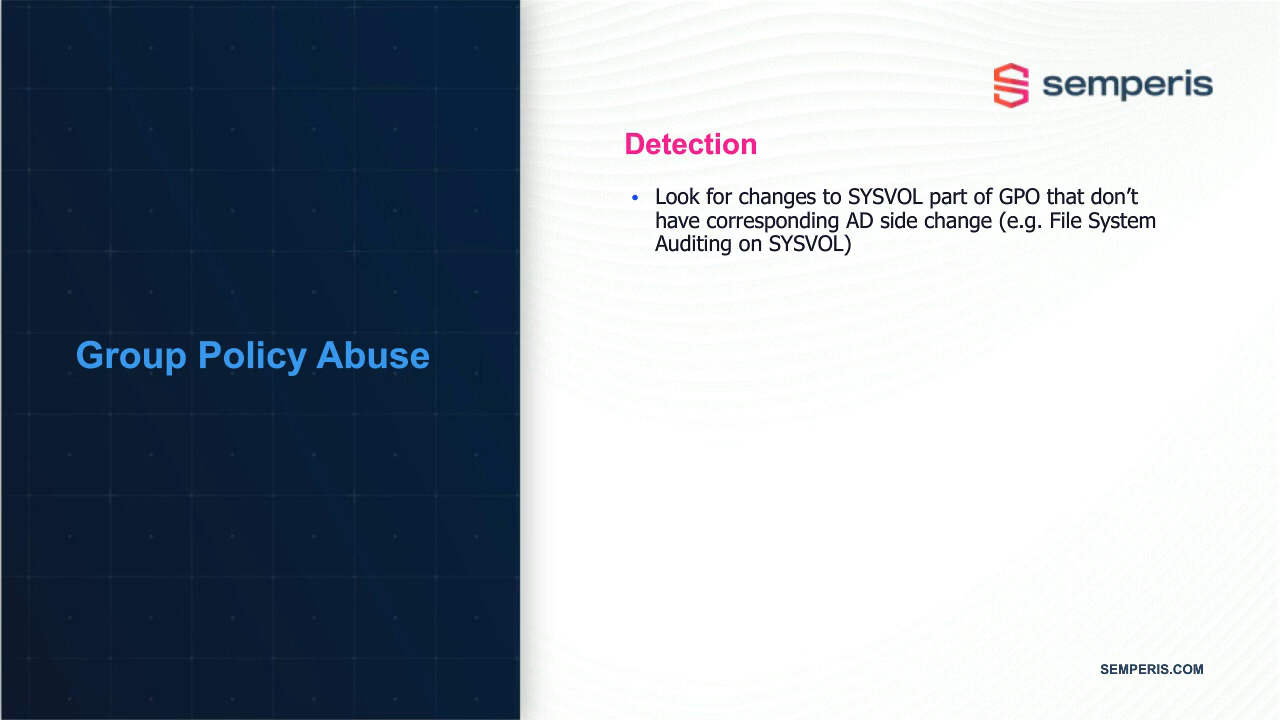 semperis
Detection
• Look for changes to SYSVOL part of GPO that don’t
have corresponding AD side change (e.g. File System
Auditing on SYSVOL)
Group Policy Abuse
SEMPERIS.COM